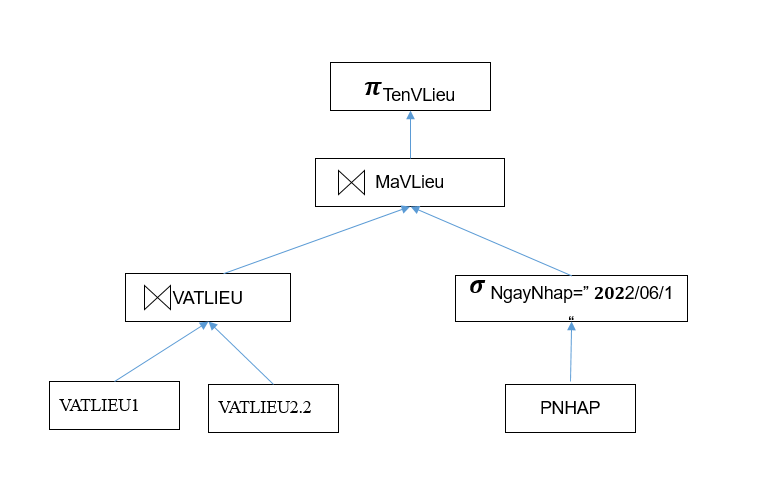 π TenVLieu
⋈ MaVLieu
⋈ VATLIEU
σ NgayNhap=” 2022/06/1
“
VATLIEU1
VATLIEU2.2
PNHAP